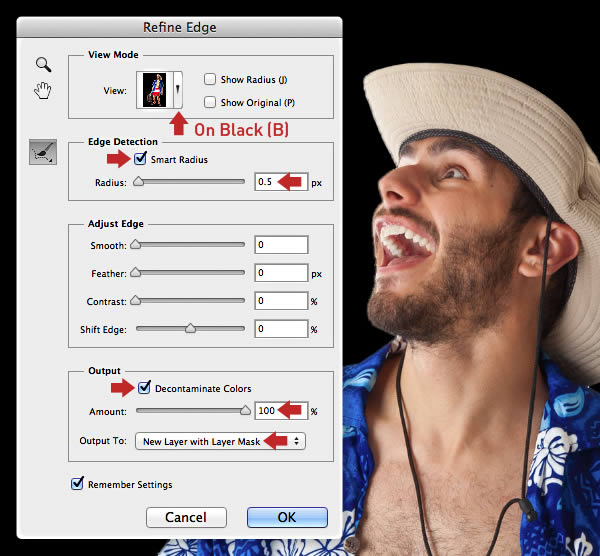 Refine Edge
View Mode
View:
Show Radius (J)
Show Original (P)
On Black (B)
Edge Detection
Smart Radius
Radius: 0.5 px
Adjust Edge
Smooth: 0
Feather: 0 px
Contrast: 0 %
Shift Edge: 0 %
Output
Decontaminate Colors
Amount: 100 %
Output To: New Layer with Layer Mask
Remember Settings
Cancel OK